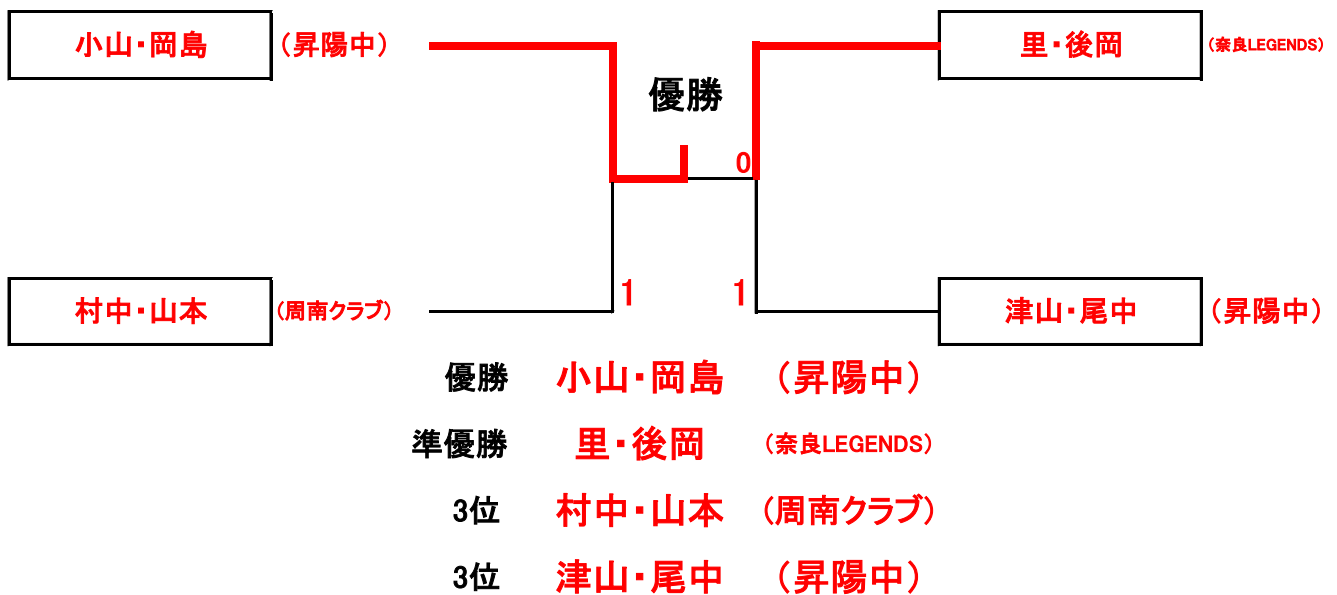 小山・岡島 (昇陽中) 里・後岡 (奈良LEGENDS)
優勝
0
村中・山本 (周南クラブ) 1 1 津山・尾中 (昇陽中)
優勝 小山・岡島 (昇陽中)
準優勝 里・後岡 (奈良LEGENDS)
3位 村中・山本 (周南クラブ)
3位 津山・尾中 (昇陽中)